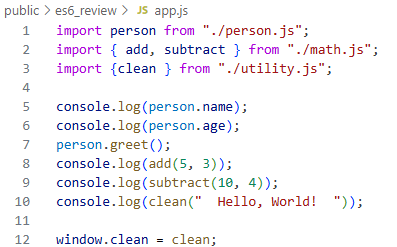 public > es6_review > JS app.js
1 import person from "./person.js";
2 import { add, subtract } from "./math.js";
3 import {clean } from "./utility.js";
4
5 console.log(person.name);
6 console.log(person.age);
7 person.greet();
8 console.log(add(5, 3));
9 console.log(subtract(10, 4));
10 console.log(clean("  Hello, World!  "));
11
12 window.clean = clean;